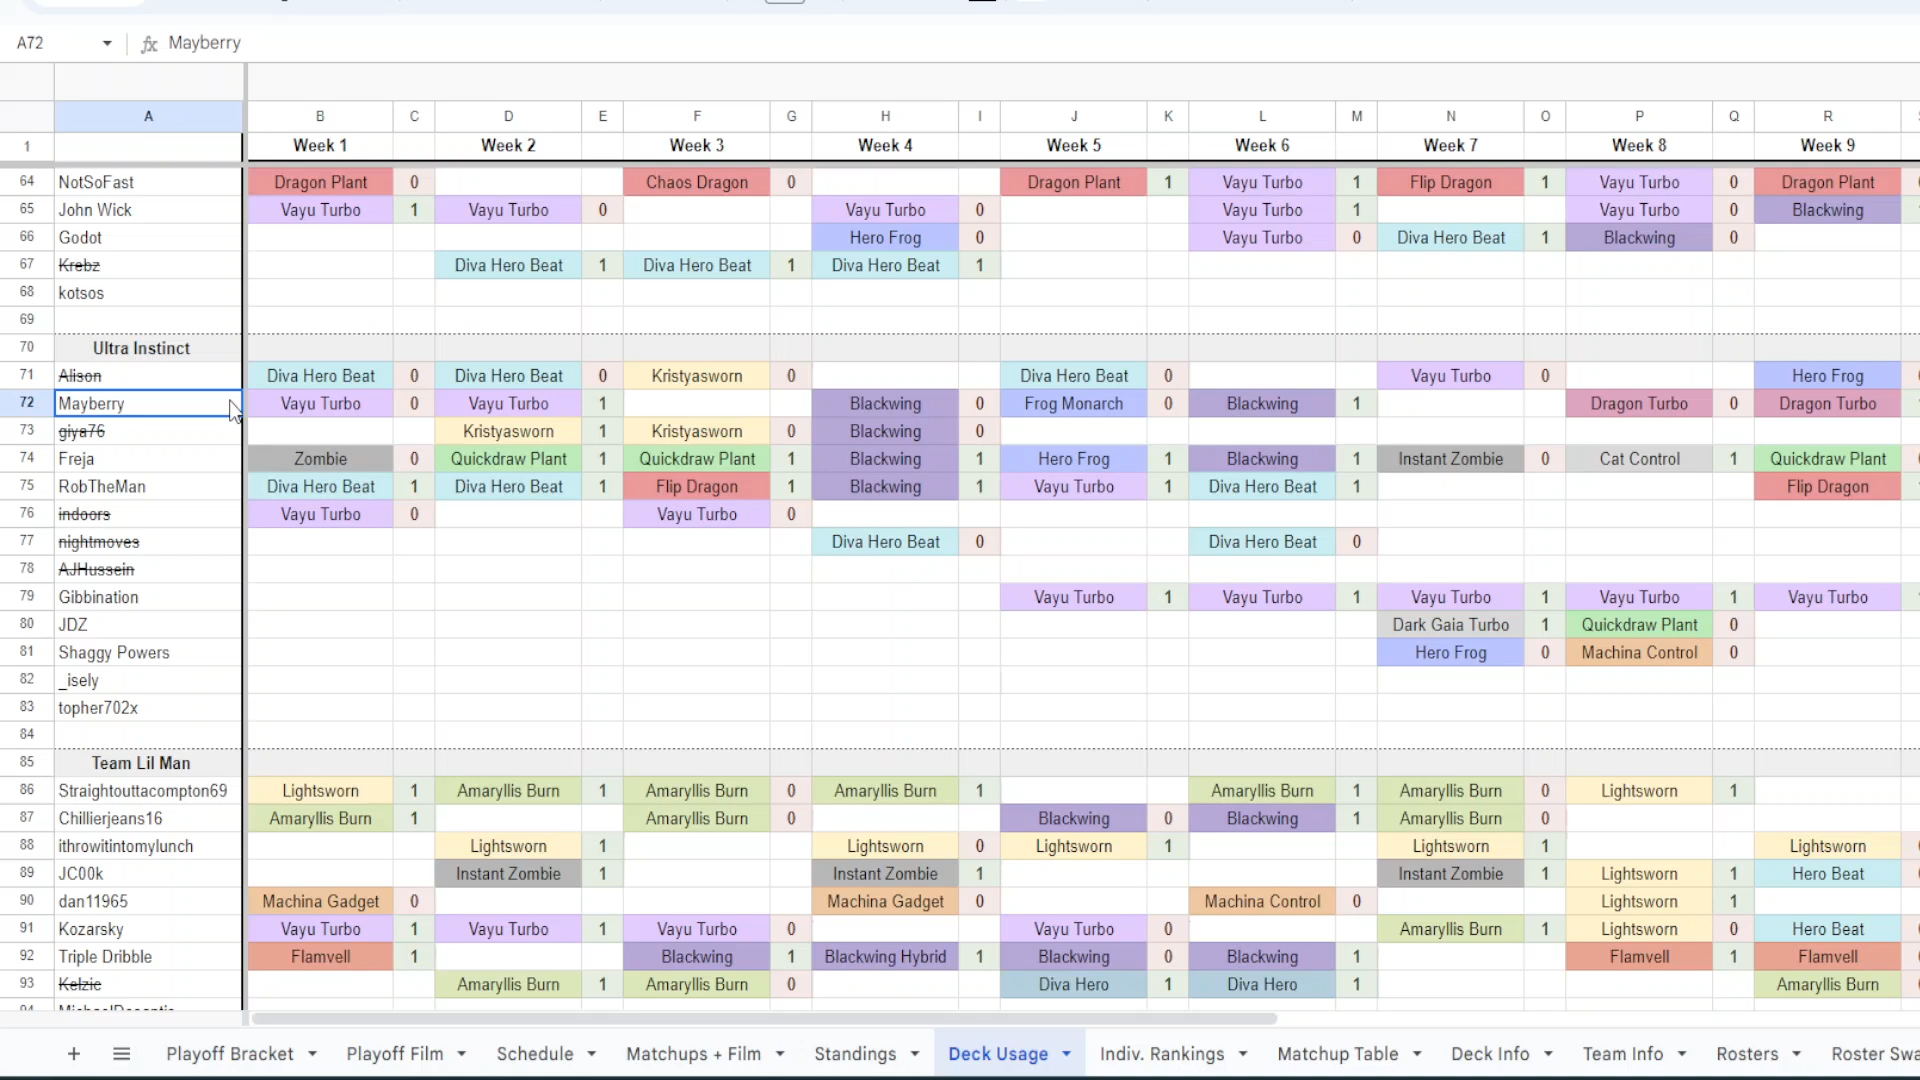 A72 fx Mayberry
A B C D E F G H I J K L M N O P Q R
1 Week 1 Week 2 Week 3 Week 4 Week 5 Week 6 Week 7 Week 8 Week 9
64 NotSoFast Dragon Plant 0 Chaos Dragon 0 Dragon Plant 1 Vayu Turbo 1 Flip Dragon 1 Vayu Turbo 0 Dragon Plant
65 John Wick Vayu Turbo 1 Vayu Turbo 0 Vayu Turbo 0 Vayu Turbo 1 Vayu Turbo 0 Blackwing
66 Godot Hero Frog 0 Vayu Turbo 0 Diva Hero Beat 1 Blackwing 0
67 Krebz Diva Hero Beat 1 Diva Hero Beat 1 Diva Hero Beat 1
68 kotsos
69
70 Ultra Instinct
71 Alison Diva Hero Beat 0 Diva Hero Beat 0 Kristyasworn 0 Diva Hero Beat 0 Vayu Turbo 0 Hero Frog
72 Mayberry Vayu Turbo 0 Vayu Turbo 1 Blackwing 0 Frog Monarch 0 Blackwing 1 Dragon Turbo 0 Dragon Turbo
73 giya76 Kristyasworn 1 Kristyasworn 0 Blackwing 0
74 Freja Zombie 0 Quickdraw Plant 1 Quickdraw Plant 1 Blackwing 1 Hero Frog 1 Blackwing 1 Instant Zombie 0 Cat Control 1 Quickdraw Plant
75 RobTheMan Diva Hero Beat 1 Diva Hero Beat 1 Flip Dragon 1 Blackwing 1 Vayu Turbo 1 Diva Hero Beat 1 Flip Dragon
76 indoors Vayu Turbo 0 Vayu Turbo 0
77 nightmoves Diva Hero Beat 0 Diva Hero Beat 0
78 AJHussein
79 Gibbination Vayu Turbo 1 Vayu Turbo 1 Vayu Turbo 1 Vayu Turbo 1 Vayu Turbo
80 JDZ Dark Gaia Turbo 1 Quickdraw Plant 0
81 Shaggy Powers Hero Frog 0 Machina Control 0
82 _isely
83 topher702x
84
85 Team Lil Man
86 Straightouttacompton69 Lightsworn 1 Amaryllis Burn 1 Amaryllis Burn 0 Amaryllis Burn 1 Amaryllis Burn 1 Amaryllis Burn 0 Lightsworn 1
87 Chillierjeans16 Amaryllis Burn 1 Amaryllis Burn 0 Blackwing 0 Blackwing 1 Amaryllis Burn 0
88 ithrowitintomylunch Lightsworn 1 Lightsworn 0 Lightsworn 1 Lightsworn 1 Lightsworn
89 JC00k Instant Zombie 1 Instant Zombie 1 Instant Zombie 1 Lightsworn 1 Hero Beat
90 dan11965 Machina Gadget 0 Machina Gadget 0 Machina Control 0 Lightsworn 1
91 Kozarsky Vayu Turbo 1 Vayu Turbo 1 Vayu Turbo 0 Vayu Turbo 0 Amaryllis Burn 1 Lightsworn 0 Hero Beat
92 Triple Dribble Flamvell 1 Blackwing 1 Blackwing Hybrid 1 Blackwing 0 Blackwing 1 Flamvell 1 Flamvell
93 Kelzic Amaryllis Burn 1 Amaryllis Burn 0 Diva Hero 1 Diva Hero 1 Amaryllis Burn
+ Playoff Bracket Playoff Film Schedule Matchups + Film Standings Deck Usage Indiv. Rankings Matchup Table Deck Info Team Info Rosters Roster Swa